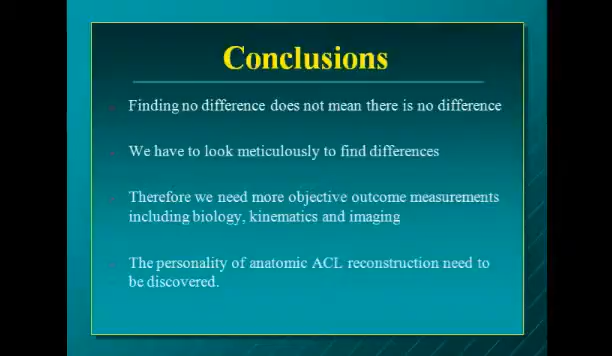 Conclusions
Finding no difference does not mean there is no difference
We have to look meticulously to find differences
Therefore we need more objective outcome measurements
including biology, kinematics and imaging
The personality of anatomic ACL reconstruction need to
be discovered.